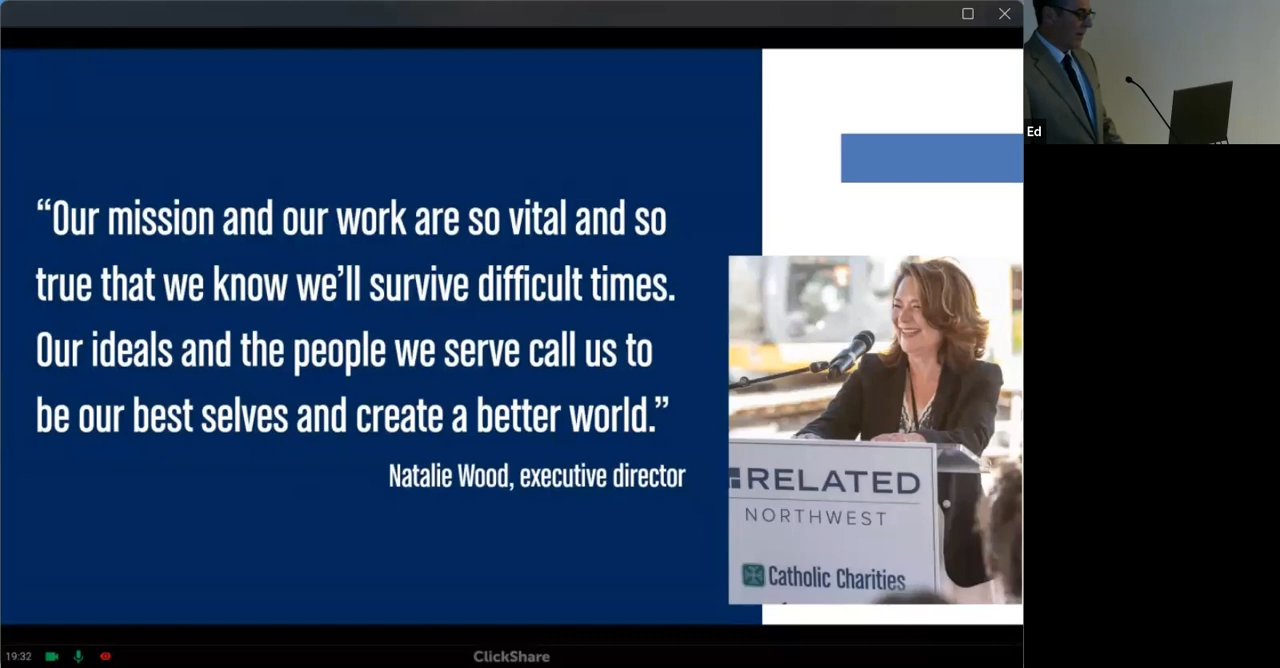 “Our mission and our work are so vital and so
true that we know we’ll survive difficult times.
Our ideals and the people we serve call us to
be our best selves and create a better world.”
Natalie Wood, executive director
RELATED
NORTHWEST
Catholic Charities
Ed
19:32
ClickShare